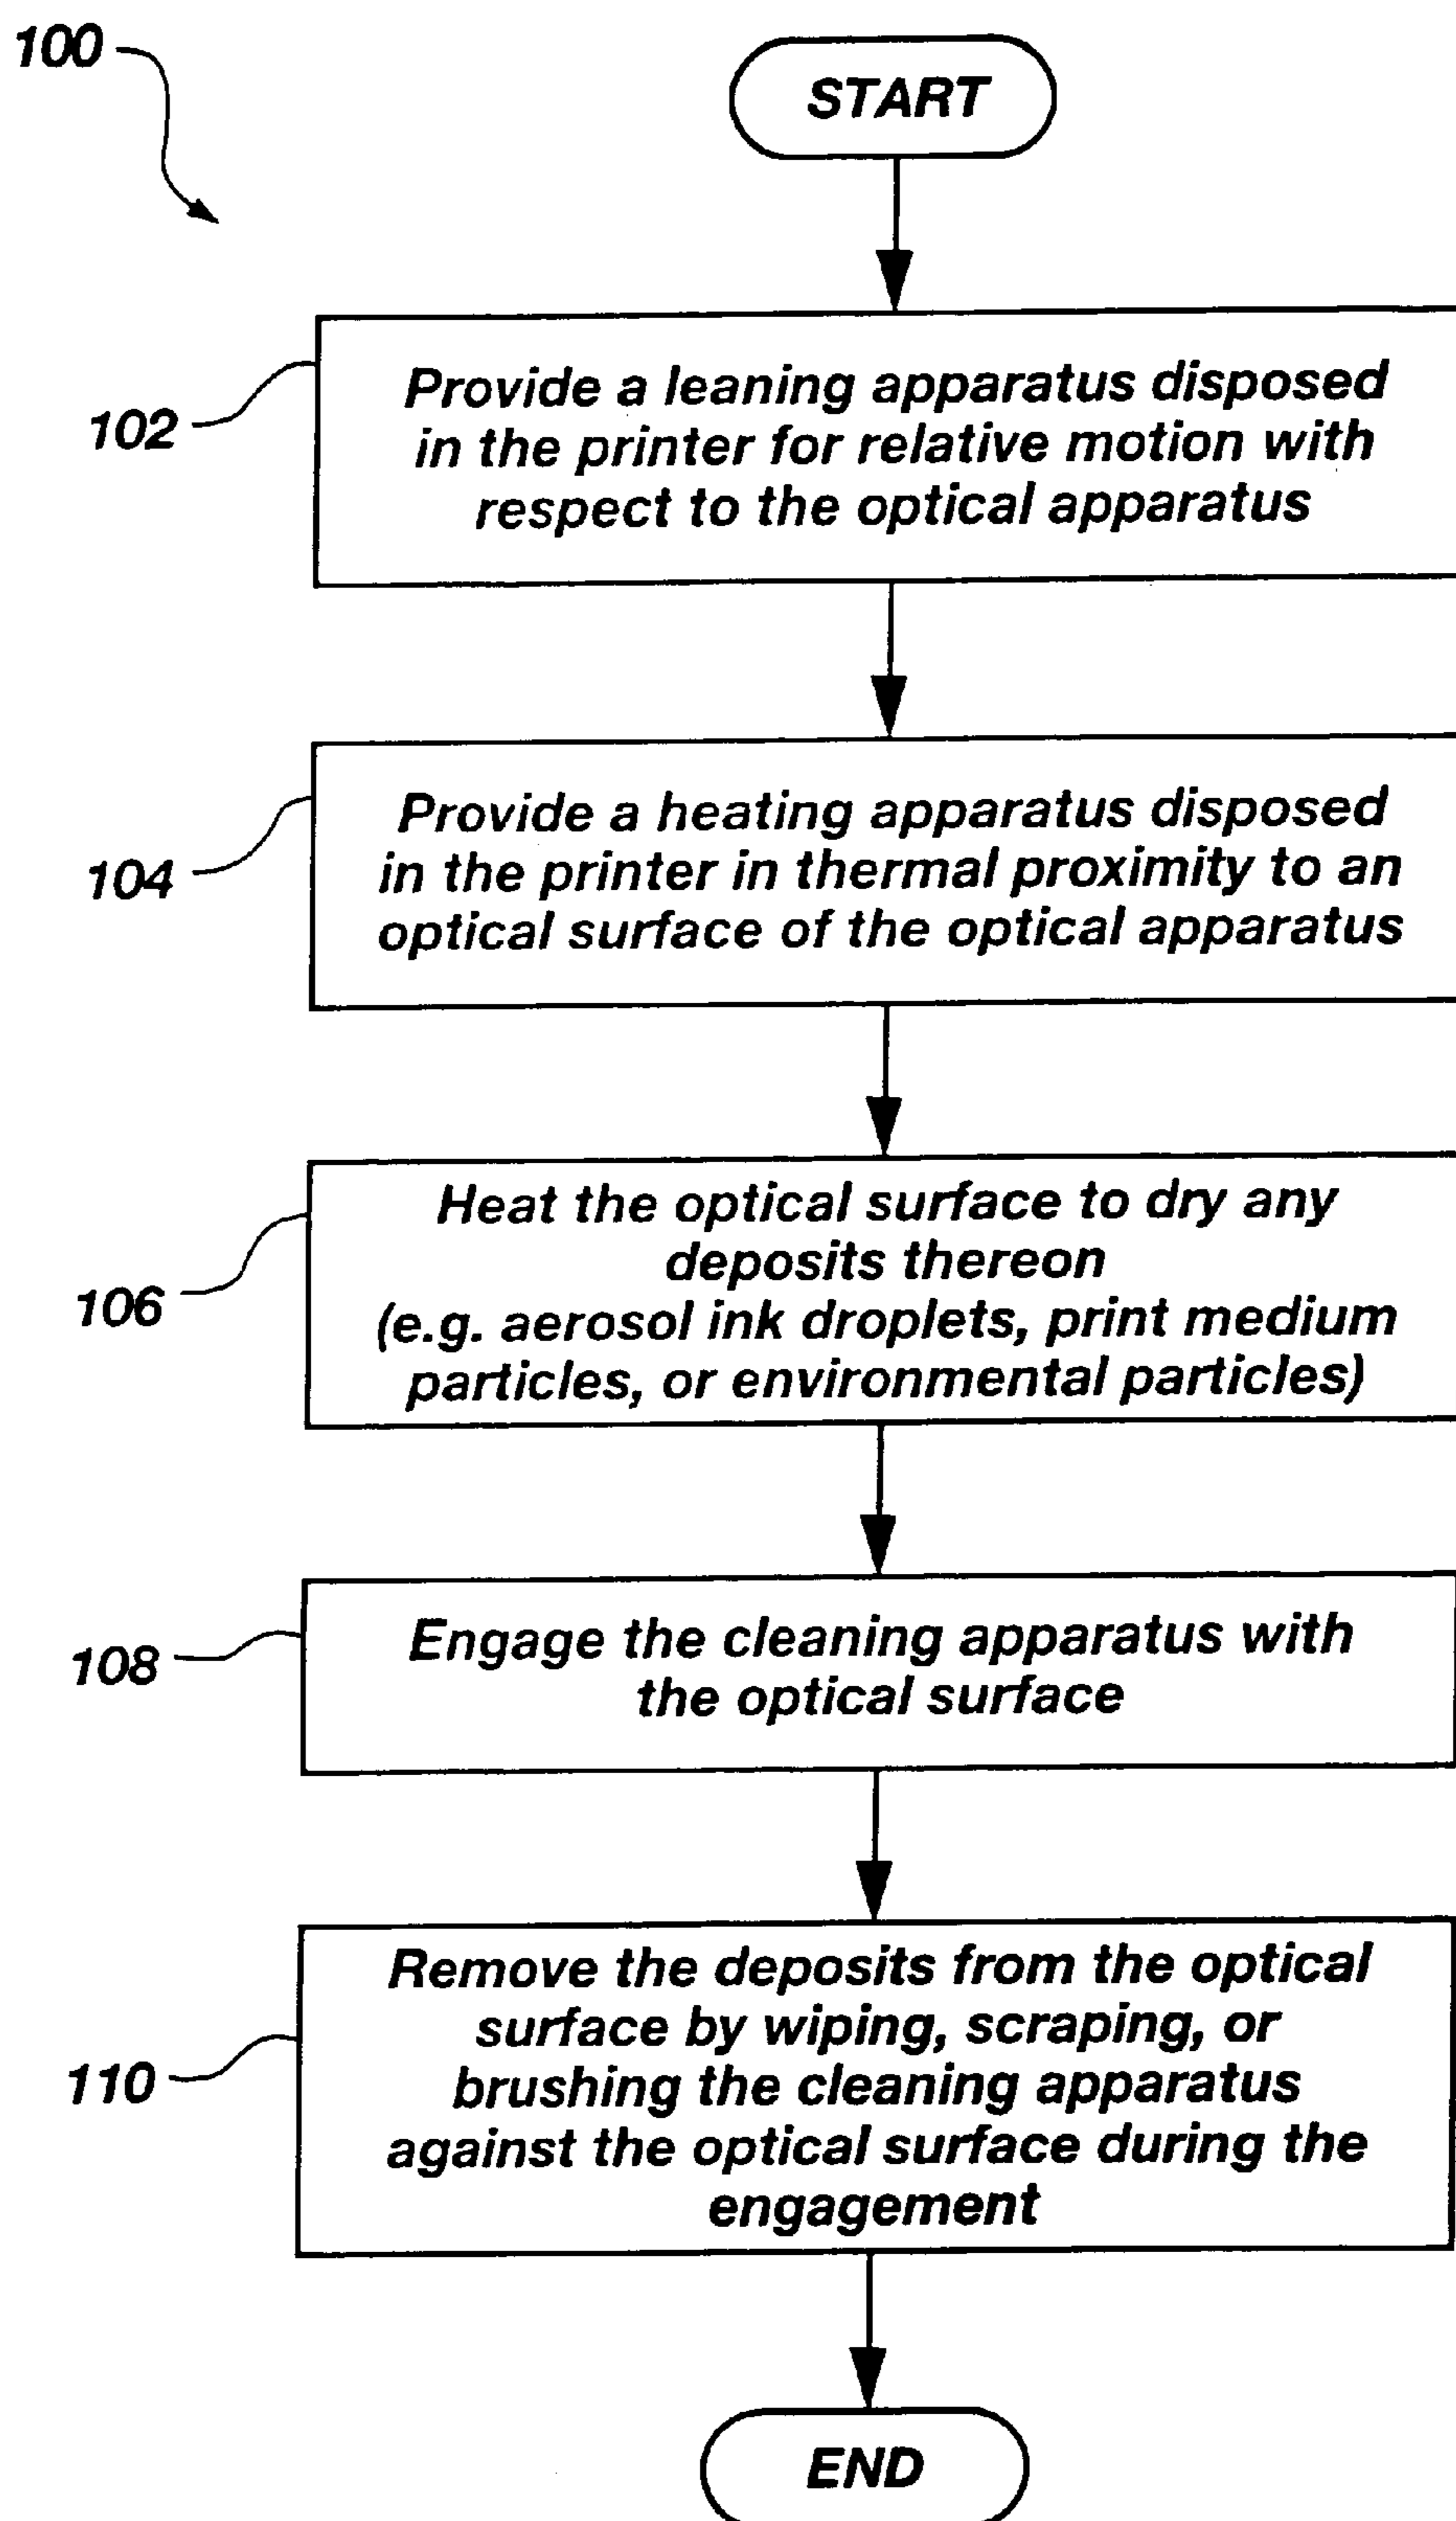 100
START
102
Provide a leaning apparatus disposed
in the printer for relative motion with
respect to the optical apparatus
104
Provide a heating apparatus disposed
in the printer in thermal proximity to an
optical surface of the optical apparatus
106
Heat the optical surface to dry any
deposits thereon
(e.g. aerosol ink droplets, print medium
particles, or environmental particles)
108
Engage the cleaning apparatus with
the optical surface
110
Remove the deposits from the optical
surface by wiping, scraping, or
brushing the cleaning apparatus
against the optical surface during the
engagement
END